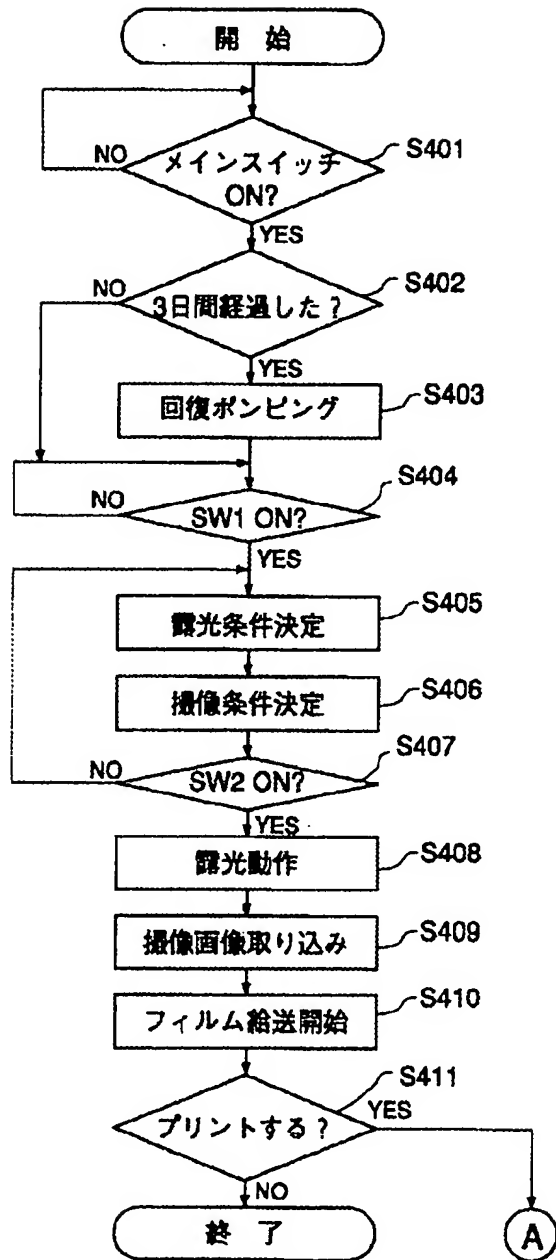 開 始
NO
メインスイッチ
ON?
S401
YES
NO
3日間経過した?
S402
YES
回復ポンピング
S403
NO
SW1 ON?
S404
YES
露光条件決定
S405
撮像条件決定
S406
NO
SW2 ON?
S407
YES
露光動作
S408
撮像画像取り込み
S409
フィルム給送開始
S410
プリントする?
S411
YES
NO
終 了
A